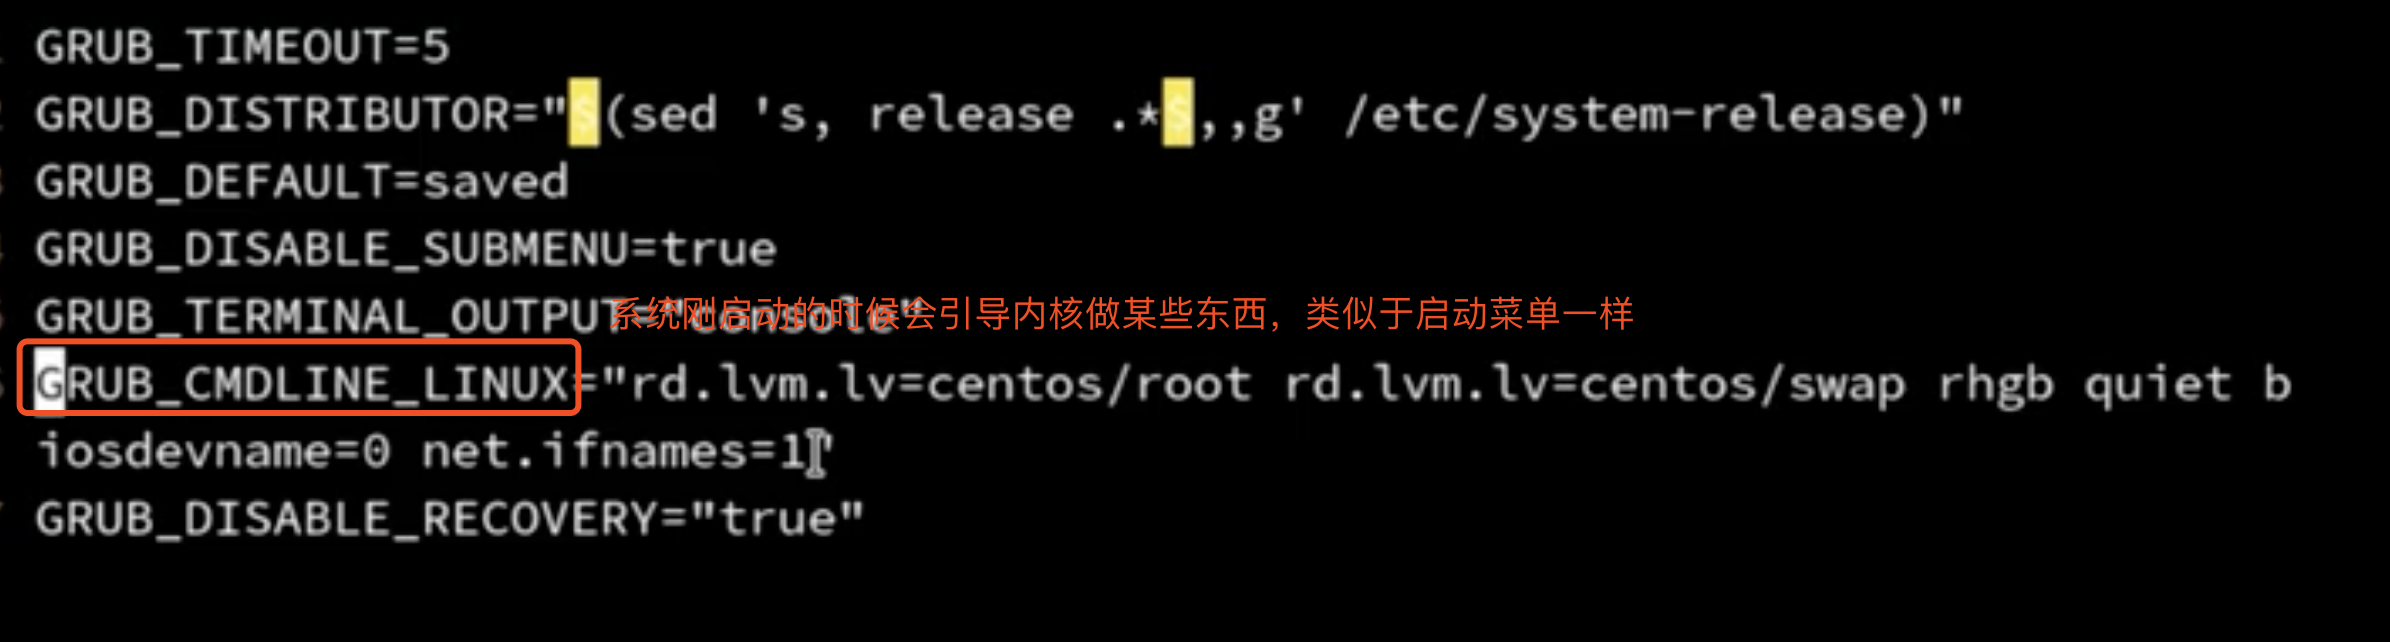 GRUB_TIMEOUT=5
GRUB_DISTRIBUTOR="$(sed 's, release .*$,,g' /etc/system-release)"
GRUB_DEFAULT=saved
GRUB_DISABLE_SUBMENU=true
GRUB_TERMINAL_OUTPUT="console"
系统刚启动的时候会引导内核做某些东西，类似于启动菜单一样
GRUB_CMDLINE_LINUX="rd.lvm.lv=centos/root rd.lvm.lv=centos/swap rhgb quiet b
iosdevname=0 net.ifnames=1"
GRUB_DISABLE_RECOVERY="true"